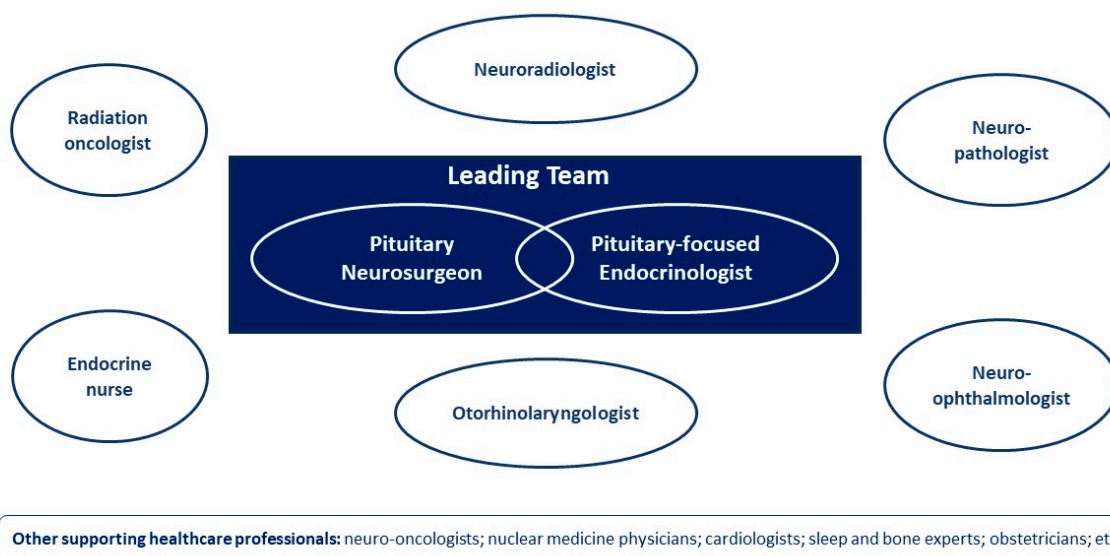 Neuroradiologist
Radiation
oncologist
Neuro-
pathologist
Leading Team
Pituitary
Neurosurgeon
Pituitary-focused
Endocrinologist
Endocrine
nurse
Otorhinolaryngologist
Neuro-
ophthalmologist
Other supporting healthcare professionals: neuro-oncologists; nuclear medicine physicians; cardiologists; sleep and bone experts; obstetricians; et